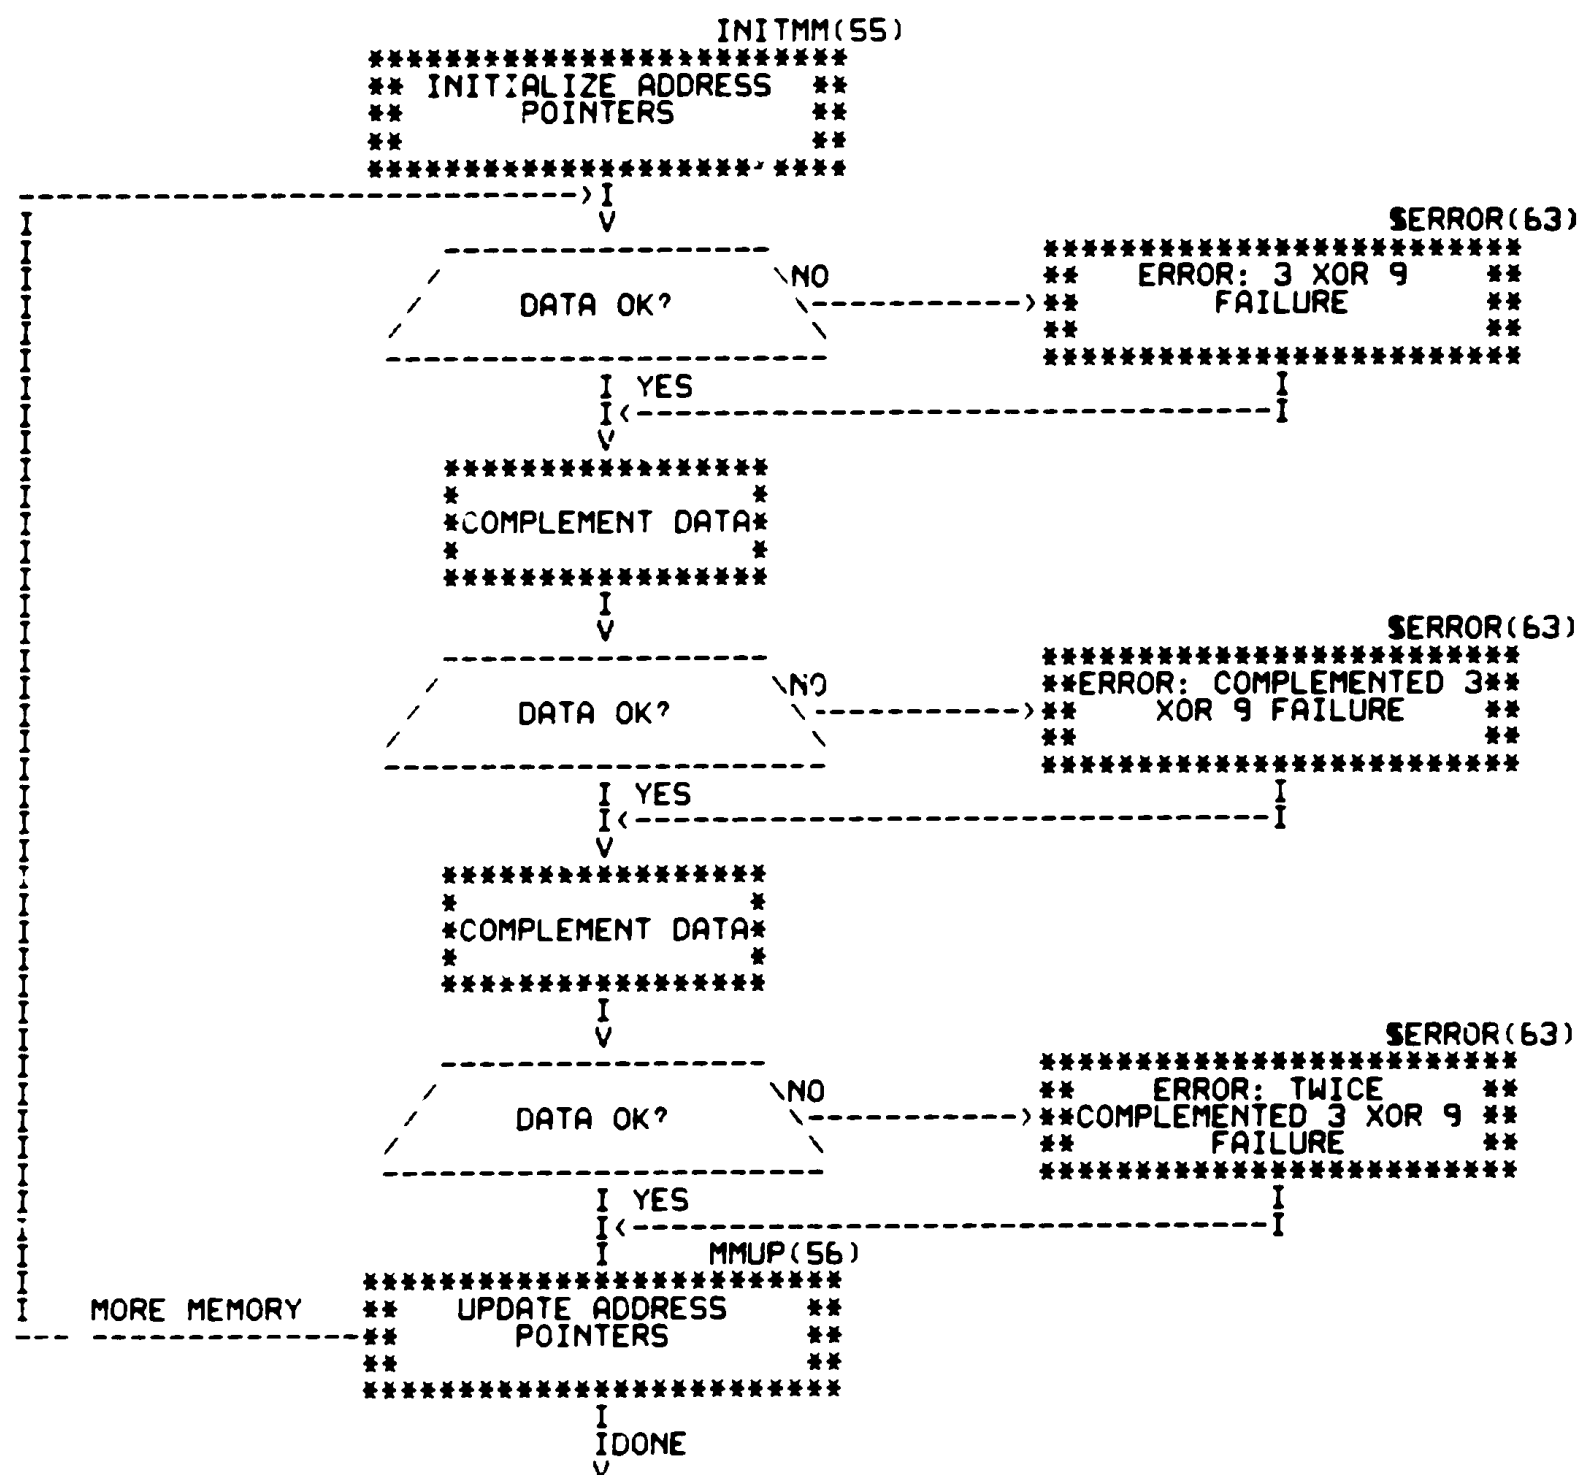 INITMM(55)
INITIALIZE ADDRESS
POINTERS
$ERROR(63)
NO
ERROR: 3 XOR 9
DATA OK?
FAILURE
YES
COMPLEMENT DATA
$ERROR(63)
NO
ERROR: COMPLEMENTED 3
DATA OK?
XOR 9 FAILURE
YES
COMPLEMENT DATA
$ERROR(63)
NO
ERROR: TWICE
DATA OK?
COMPLEMENTED 3 XOR 9
FAILURE
YES
MMUP(56)
MORE MEMORY
UPDATE ADDRESS
POINTERS
DONE